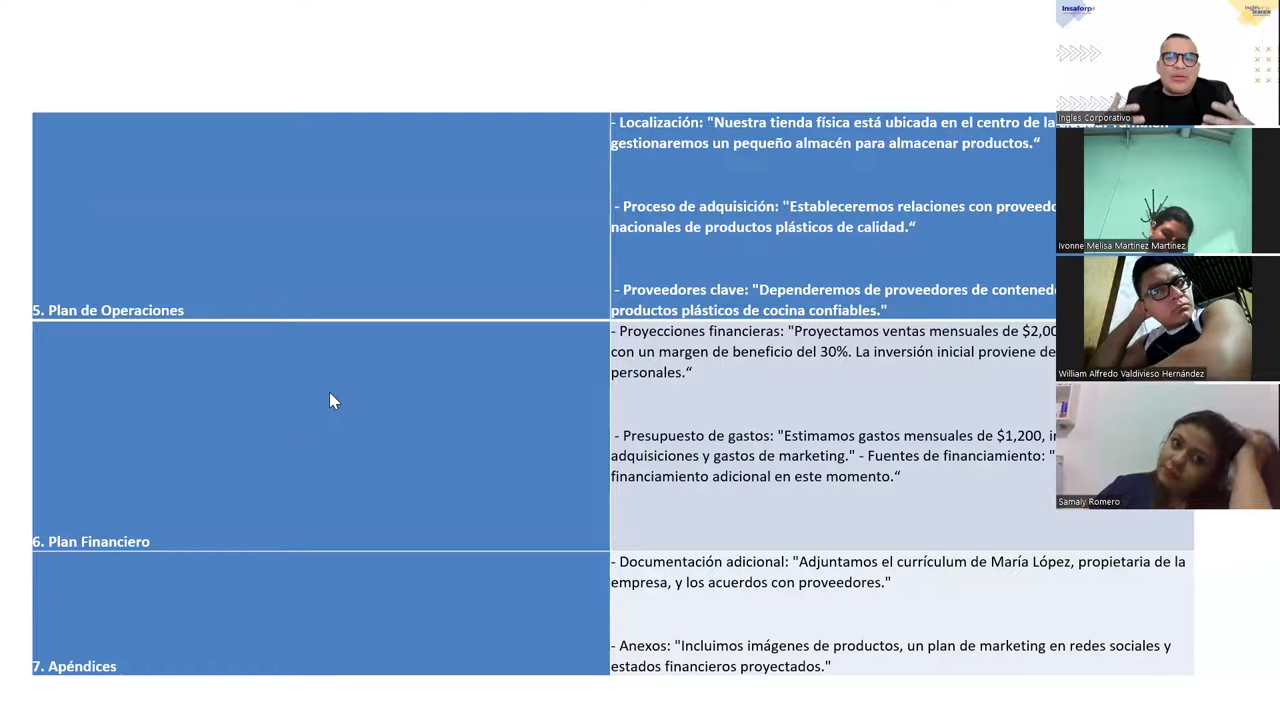 - Localización: "Nuestra tienda física está ubicada en el centro de la
gestionaremos un pequeño almacén para almacenar productos.“
- Proceso de adquisición: "Estableceremos relaciones con proveedo
nacionales de productos plásticos de calidad.“
- Proveedores clave: "Dependeremos de proveedores de contened
productos plásticos de cocina confiables."
5. Plan de Operaciones
- Proyecciones financieras: "Proyectamos ventas mensuales de $2,00
con un margen de beneficio del 30%. La inversión inicial proviene de
personales.“
- Presupuesto de gastos: "Estimamos gastos mensuales de $1,200, i
adquisiciones y gastos de marketing." - Fuentes de financiamiento: "
financiamiento adicional en este momento.“
6. Plan Financiero
- Documentación adicional: "Adjuntamos el currículum de María López, propietaria de la
empresa, y los acuerdos con proveedores."
- Anexos: "Incluimos imágenes de productos, un plan de marketing en redes sociales y
estados financieros proyectados."
7. Apéndices
Insaforp
Ingles Corporativo
Ivonne Melisa Martínez Martínez
William Alfredo Valdivieso Hernández
Samaly Romero